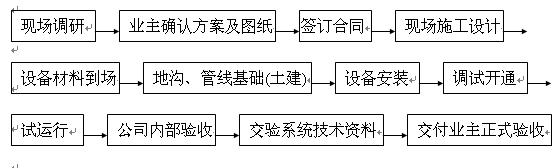 现场调研 业主确认方案及图纸 签订合同 现场施工设计
设备材料到场 地沟、管线基础(土建) 设备安装 调试开通
试运行 公司内部验收 交验系统技术资料 交付业主正式验收